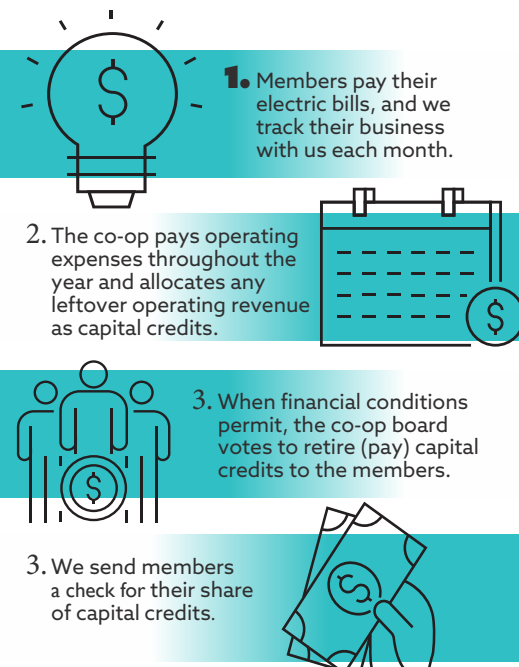 1. Members pay their
electric bills, and we
track their business
with us each month.
2. The co-op pays operating
expenses throughout the
year and allocates any
leftover operating revenue
as capital credits.
3. When financial conditions
permit, the co-op board
votes to retire (pay) capital
credits to the members.
3. We send members
a check for their share
of capital credits.